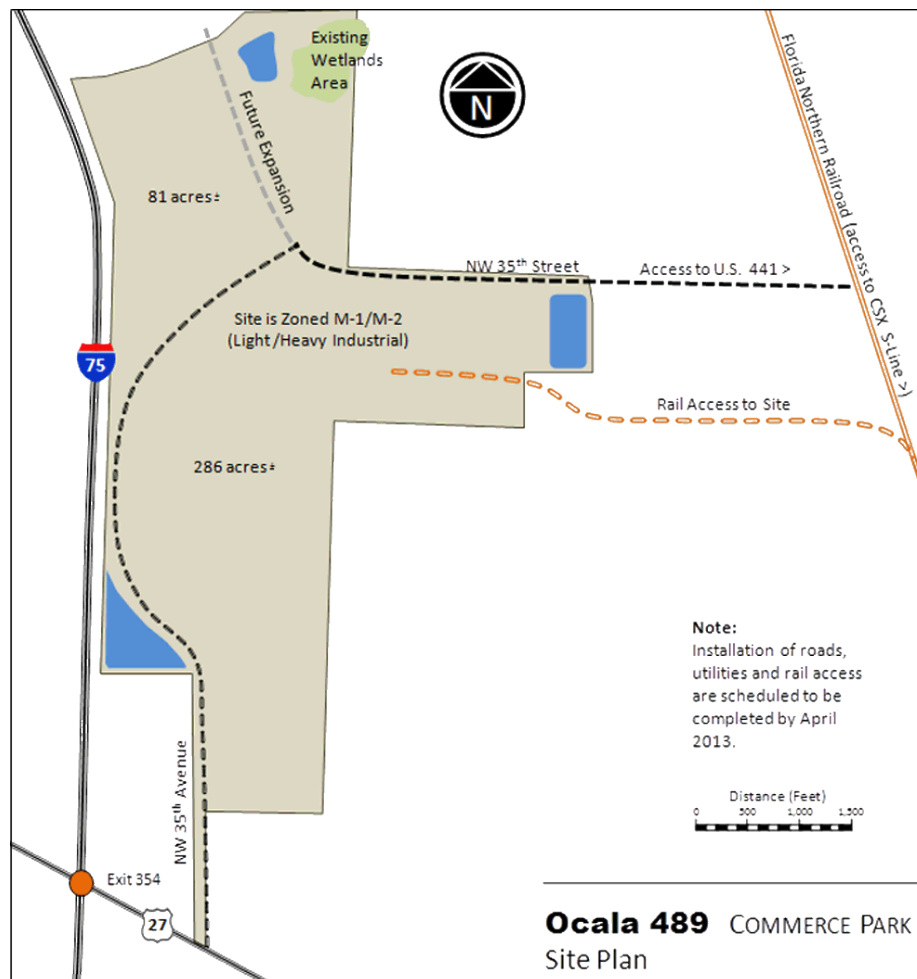 Existing
Wetlands
Area
N
Florida Northern Railroad (access to CSX S-Line >)
Future Expansion
81 acres±
NW 35th Street
Access to U.S. 441 >
Site is Zoned M-1/M-2
(Light/Heavy Industrial)
75
Rail Access to Site
286 acres±
Note:
Installation of roads,
utilities and rail access
are scheduled to be
completed by April
2013.
Distance (Feet)
0 500 1,000 1,500
NW 35th Avenue
Exit 354
27
Ocala 489 COMMERCE PARK
Site Plan